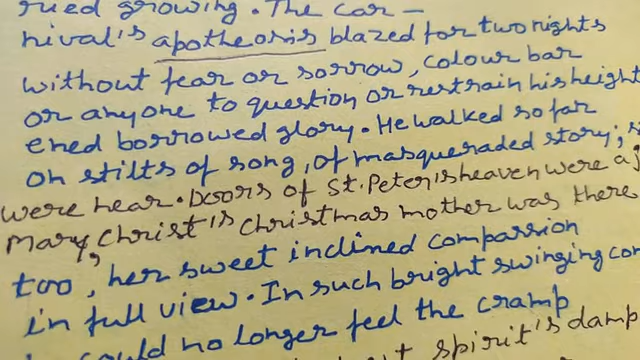 ried growing. The car-
nival's apotheosis blazed for two nights
without fear or sorrow, colour bar
or anyone to question or restrain his height
ened borrowed glory. He walked so far
on stilts of song, of masqueraded story;
were near. Doors of St. Peter's heaven were a
Mary, Christ's Christmas mother was there
too, her sweet inclined compassion
in full view. In such bright swinging com
could no longer feel the cramp
spirit's damp